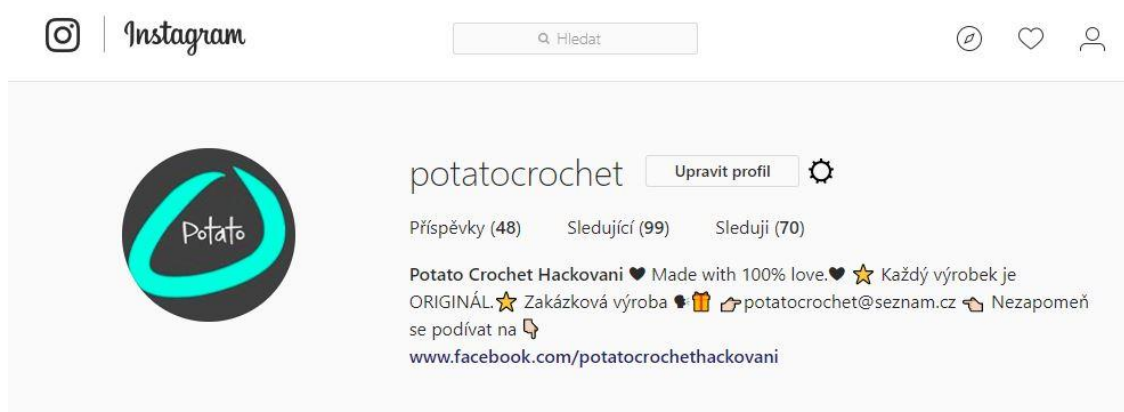 Instagram
Hledat
Potato
potatocrochet Upravit profil
Příspěvky (48) Sledující (99) Sleduji (70)
Potato Crochet Hackovani ♥ Made with 100% love.♥ ⭐ Každý výrobek je
ORIGINÁL.⭐ Zakázková výroba 🗣🎁 👉potatocrochet@seznam.cz 👈 Nezapomeň
se podívat na 👇
www.facebook.com/potatocrochethackovani